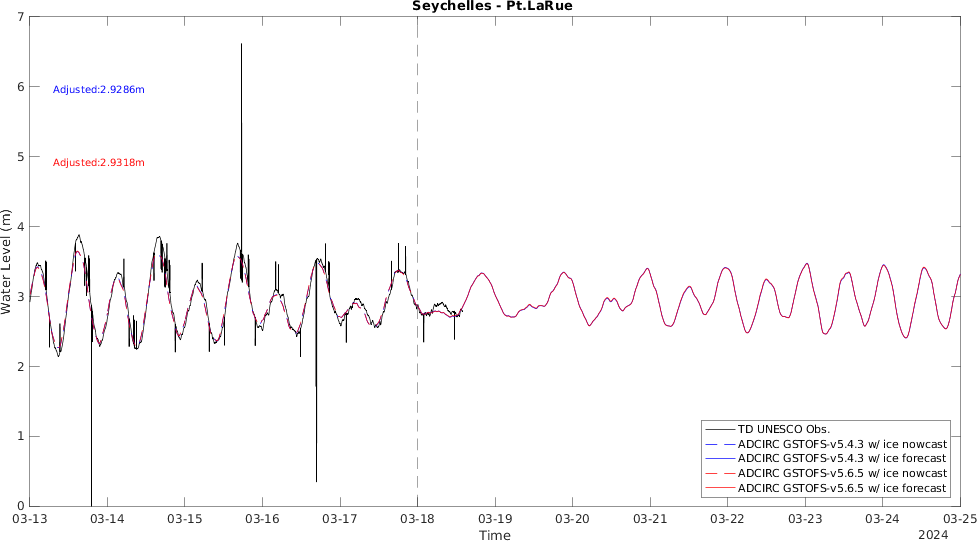 Seychelles - Pt.LaRue
7
6
5
4
3
2
1
0
Water Level (m)
Adjusted:2.9286m
Adjusted:2.9318m
TD UNESCO Obs.
ADCIRC GSTOFS-v5.4.3 w/ ice nowcast
ADCIRC GSTOFS-v5.4.3 w/ ice forecast
ADCIRC GSTOFS-v5.6.5 w/ ice nowcast
ADCIRC GSTOFS-v5.6.5 w/ ice forecast
03-13 03-14 03-15 03-16 03-17 03-18 03-19 03-20 03-21 03-22 03-23 03-24 03-25
Time
2024